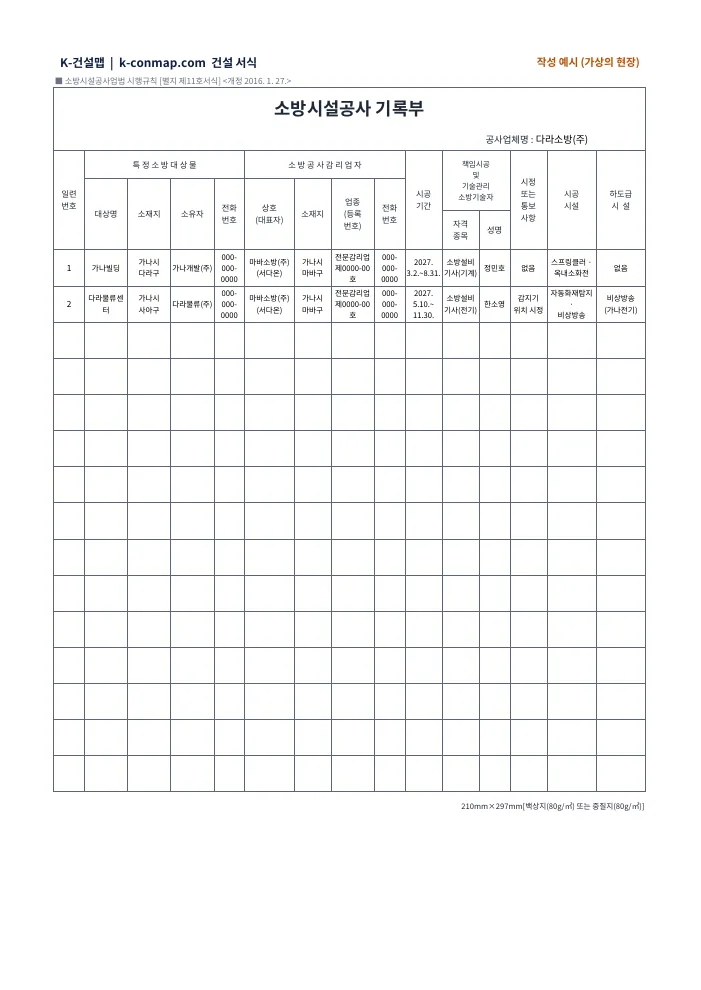 K-건설맵 | k-conmap.com 건설 서식
작성 예시 (가상의 현장)
■ 소방시설공사업법 시행규칙 [별지 제11호서식] <개정 2016. 1. 27.>
소방시설공사 기록부
공사업체명 : 다라소방(주)
일련
번호
특정소방대상물
대상명
소재지
소유자
전화
번호
소방공사감리업자
상호
(대표자)
소재지
업종
(등록
번호)
전화
번호
시공
기간
책임시공
및
기술관리
소방기술자
자격
종목
성명
시정
또는
통보
사항
시공
시설
하도급
시 설
1
가나빌딩
가나시
다라구
가나개발(주)
000-
000-
0000
마바소방(주)
(서다온)
가나시
마바구
전문감리업
제0000-00
호
000-
000-
0000
2027.
3.2.~8.31.
소방설비
기사(기계)
정민호
없음
스프링클러 ·
옥내소화전
없음
2
다라물류센
터
가나시
사아구
다라물류(주)
000-
000-
0000
마바소방(주)
(서다온)
가나시
마바구
전문감리업
제0000-00
호
000-
000-
0000
2027.
5.10.~
11.30.
소방설비
기사(전기)
한소영
감지기
위치 시정
자동화재탐지
·
비상방송
비상방송
(가나전기)
210mm×297mm[백상지(80g/㎡) 또는 중질지(80g/㎡)]